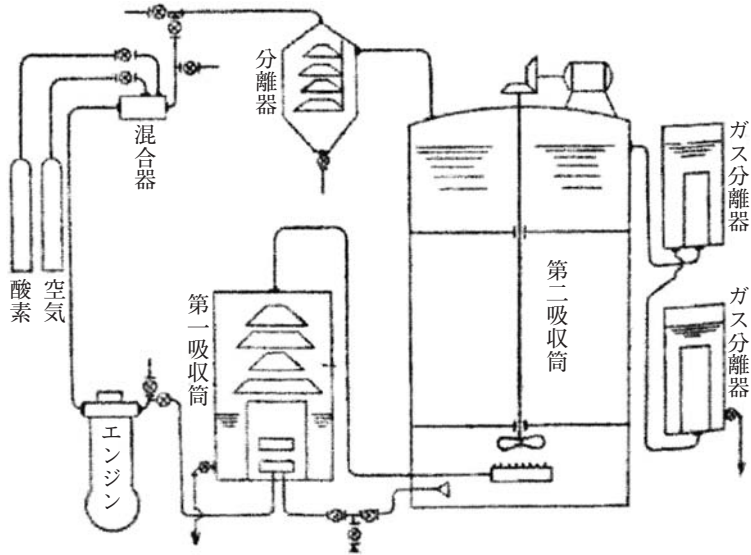 分離器
混合器
酸素
空気
エンジン
第一吸収筒
第二吸収筒
ガス分離器
ガス分離器